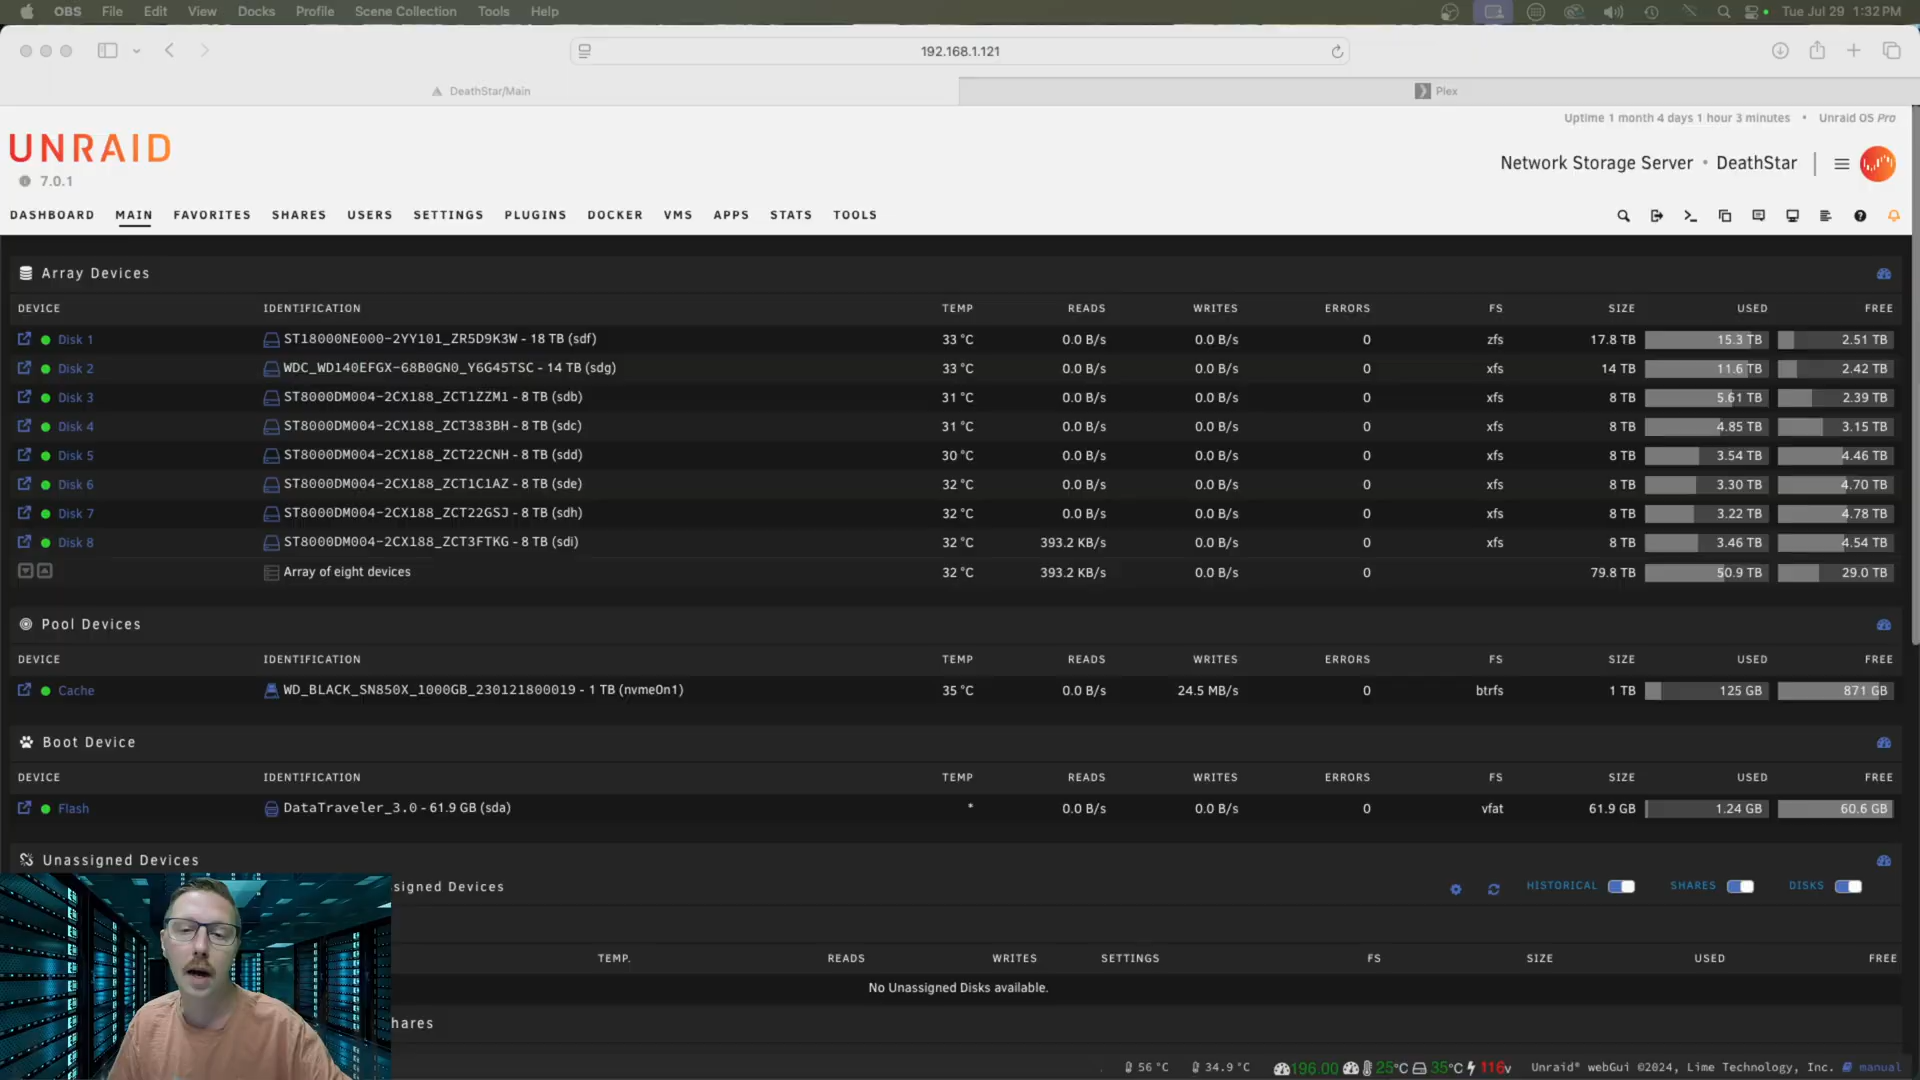 OBS File Edit View Docks Profile Scene Collection Tools Help Tue Jul 29 1:32 PM
192.168.1.121
DeathStar/Main Plex
Uptime 1 month 4 days 1 hour 3 minutes • Unraid OS Pro
UNRAID
7.0.1
Network Storage Server • DeathStar
DASHBOARD MAIN FAVORITES SHARES USERS SETTINGS PLUGINS DOCKER VMS APPS STATS TOOLS
Array Devices
DEVICE IDENTIFICATION TEMP READS WRITES ERRORS FS SIZE USED FREE
Disk 1 ST18000NE000-2YY101_ZR5D9K3W - 18 TB (sdf) 33 °C 0.0 B/s 0.0 B/s 0 zfs 17.8 TB 15.3 TB 2.51 TB
Disk 2 WDC_WD140EFGX-68B0GN0_Y6G45TSC - 14 TB (sdg) 33 °C 0.0 B/s 0.0 B/s 0 xfs 14 TB 11.6 TB 2.42 TB
Disk 3 ST8000DM004-2CX188_ZCT1ZZM1 - 8 TB (sdb) 31 °C 0.0 B/s 0.0 B/s 0 xfs 8 TB 5.61 TB 2.39 TB
Disk 4 ST8000DM004-2CX188_ZCT383BH - 8 TB (sdc) 31 °C 0.0 B/s 0.0 B/s 0 xfs 8 TB 4.85 TB 3.15 TB
Disk 5 ST8000DM004-2CX188_ZCT22CNH - 8 TB (sdd) 30 °C 0.0 B/s 0.0 B/s 0 xfs 8 TB 3.54 TB 4.46 TB
Disk 6 ST8000DM004-2CX188_ZCT1C1AZ - 8 TB (sde) 32 °C 0.0 B/s 0.0 B/s 0 xfs 8 TB 3.30 TB 4.70 TB
Disk 7 ST8000DM004-2CX188_ZCT22GSJ - 8 TB (sdh) 32 °C 0.0 B/s 0.0 B/s 0 xfs 8 TB 3.22 TB 4.78 TB
Disk 8 ST8000DM004-2CX188_ZCT3FTKG - 8 TB (sdi) 32 °C 393.2 KB/s 0.0 B/s 0 xfs 8 TB 3.46 TB 4.54 TB
Array of eight devices 32 °C 393.2 KB/s 0.0 B/s 0 79.8 TB 50.9 TB 29.0 TB
Pool Devices
DEVICE IDENTIFICATION TEMP READS WRITES ERRORS FS SIZE USED FREE
Cache WD_BLACK_SN850X_1000GB_230121800019 - 1 TB (nvme0n1) 35 °C 0.0 B/s 24.5 MB/s 0 btrfs 1 TB 125 GB 871 GB
Boot Device
DEVICE IDENTIFICATION TEMP READS WRITES ERRORS FS SIZE USED FREE
Flash DataTraveler_3.0 - 61.9 GB (sda) * 0.0 B/s 0.0 B/s 0 vfat 61.9 GB 1.24 GB 60.6 GB
Unassigned Devices
signed Devices HISTORICAL SHARES DISKS
TEMP. READS WRITES SETTINGS FS SIZE USED FREE
No Unassigned Disks available.
hares
56 °C 34.9 °C 196.00 25°C 35°C 116v Unraid® webGui ©2024, Lime Technology, Inc. manual